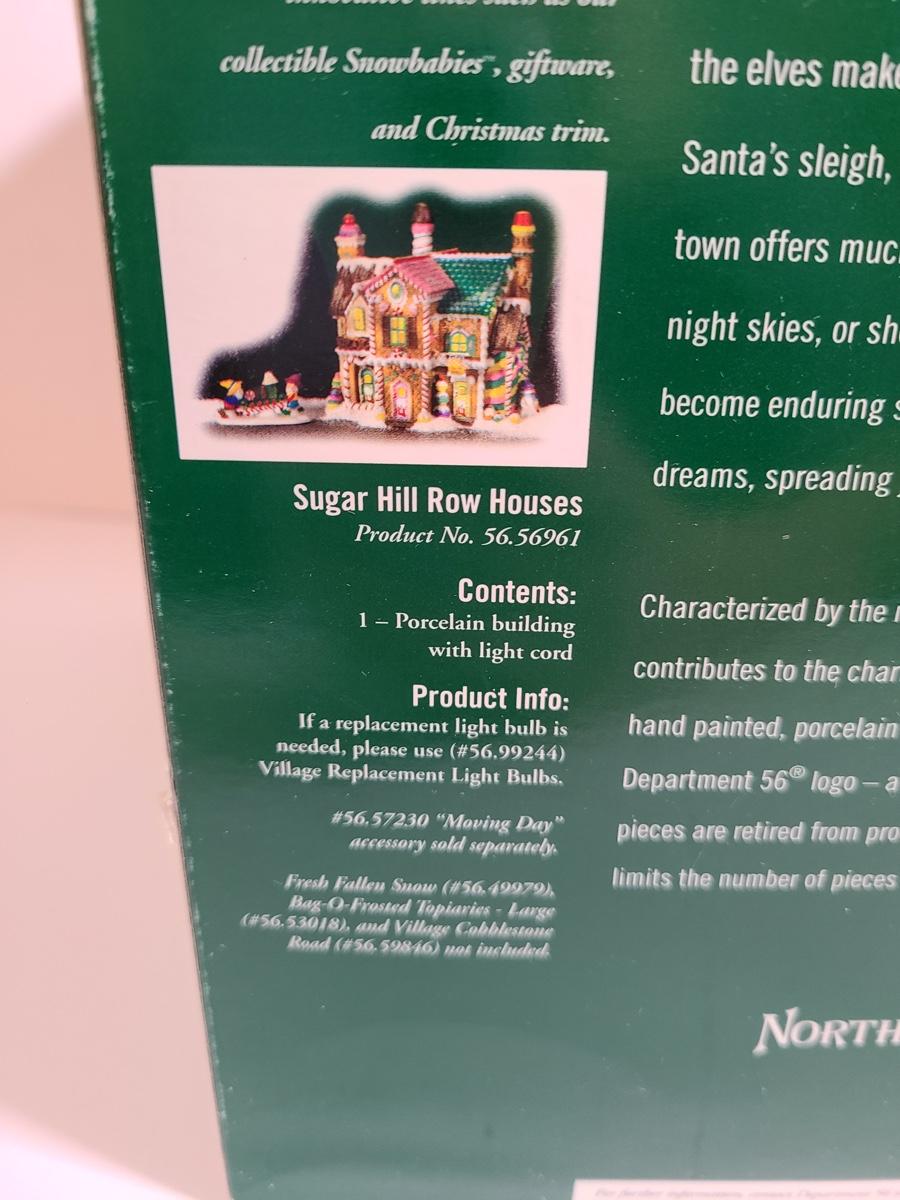 innovative lines such as our
collectible Snowbabies™, giftware,
and Christmas trim.
Sugar Hill Row Houses
Product No. 56.56961
Contents:
1 – Porcelain building
with light cord
Product Info:
If a replacement light bulb is
needed, please use (#56.99244)
Village Replacement Light Bulbs.
#56.57230 “Moving Day”
accessory sold separately.
Fresh Fallen Snow (#56.49979),
Bag-O-Frosted Topiaries - Large
(#56.53018), and Village Cobblestone
Road (#56.59846) not included.
the elves make
Santa’s sleigh,
town offers muc
night skies, or sh
become enduring s
dreams, spreading
Characterized by the
contributes to the char
hand painted, porcelain
Department 56® logo – a
pieces are retired from pro
limits the number of pieces
NORTH